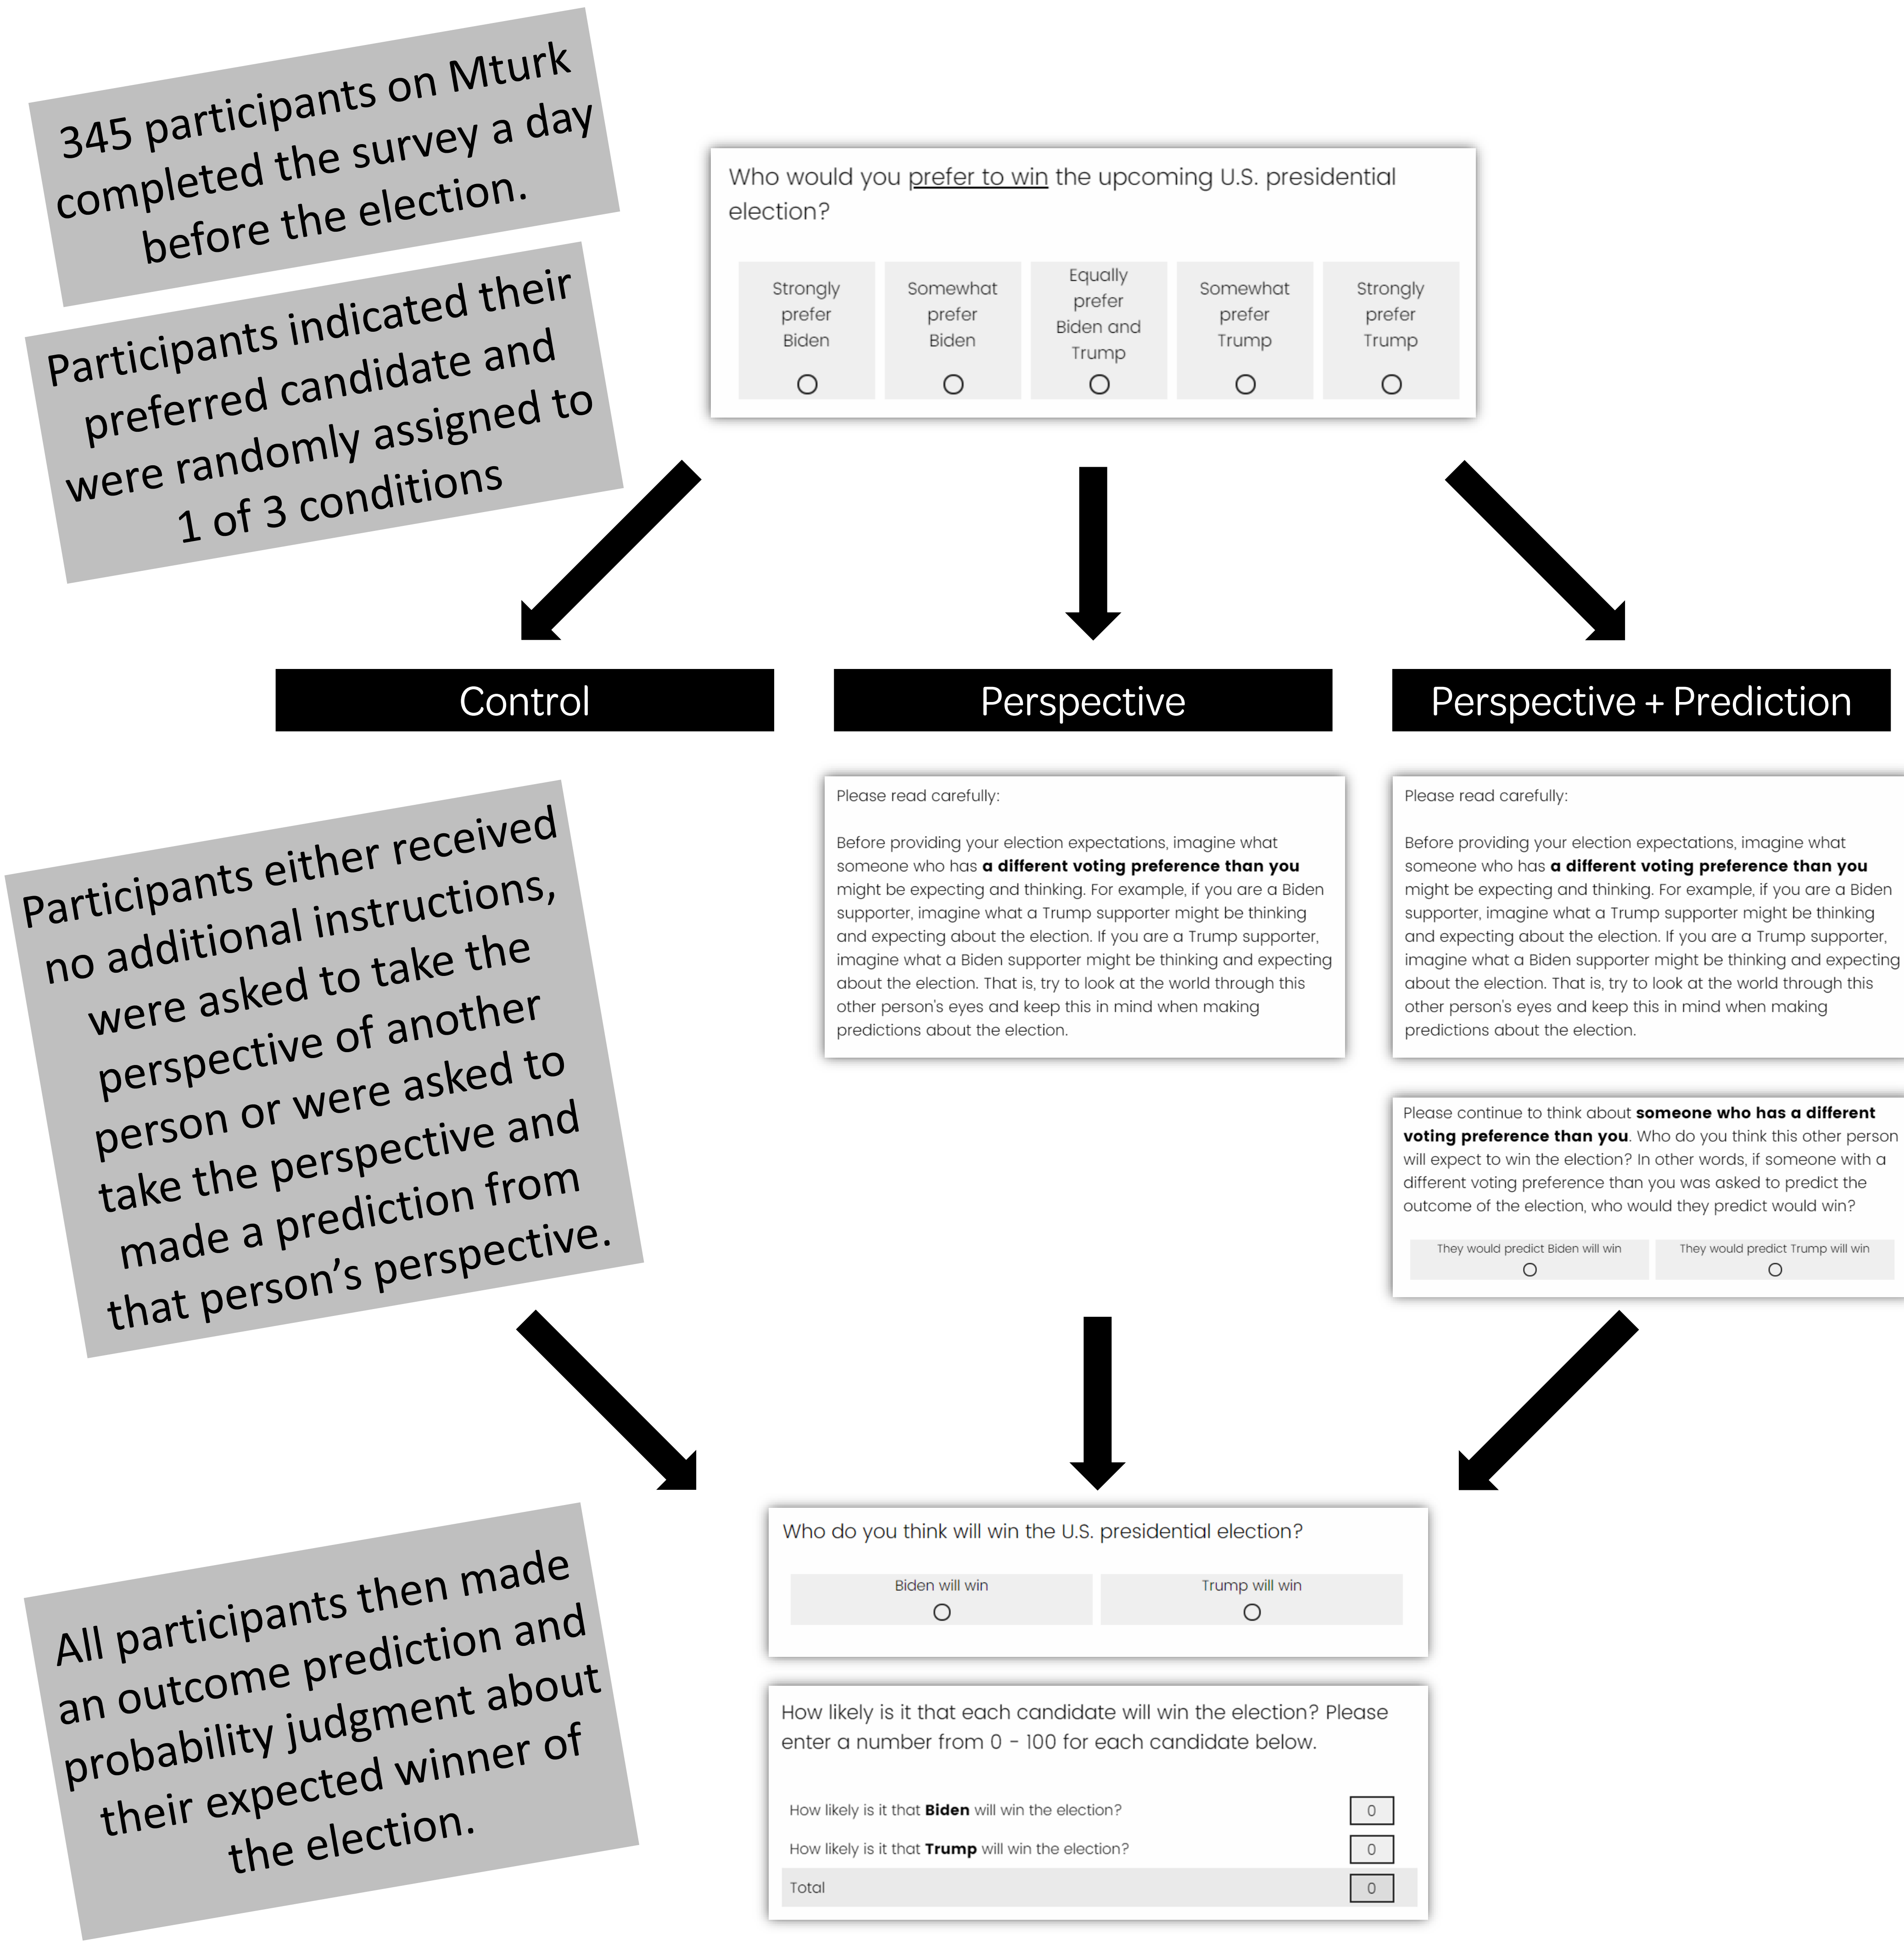 345 participants on Mturk
completed the survey a day
before the election.
Who would you prefer to win the upcoming U.S. presidential
election?
Strongly
prefer
Biden
Somewhat
prefer
Biden
Equally
prefer
Biden and
Trump
Somewhat
prefer
Trump
Strongly
prefer
Trump
Participants indicated their
preferred candidate and
were randomly assigned to
1 of 3 conditions
Control
Perspective
Perspective + Prediction
Participants either received
no additional instructions,
were asked to take the
perspective of another
person or were asked to
take the perspective and
made a prediction from
that person's perspective.
Please read carefully:
Before providing your election expectations, imagine what
someone who has a different voting preference than you
might be expecting and thinking. For example, if you are a Biden
supporter, imagine what a Trump supporter might be thinking
and expecting about the election. If you are a Trump supporter,
imagine what a Biden supporter might be thinking and expecting
about the election. That is, try to look at the world through this
other person's eyes and keep this in mind when making
predictions about the election.
Please read carefully:
Before providing your election expectations, imagine what
someone who has a different voting preference than you
might be expecting and thinking. For example, if you are a Biden
supporter, imagine what a Trump supporter might be thinking
and expecting about the election. If you are a Trump supporter,
imagine what a Biden supporter might be thinking and expecting
about the election. That is, try to look at the world through this
other person's eyes and keep this in mind when making
predictions about the election.
Please continue to think about someone who has a different
voting preference than you. Who do you think this other person
will expect to win the election? In other words, if someone with a
different voting preference than you was asked to predict the
outcome of the election, who would they predict would win?
They would predict Biden will win
They would predict Trump will win
All participants then made
an outcome prediction and
probability judgment about
their expected winner of
the election.
Who do you think will win the U.S. presidential election?
Biden will win
Trump will win
How likely is it that each candidate will win the election? Please
enter a number from 0 - 100 for each candidate below.
How likely is it that Biden will win the election? 0
How likely is it that Trump will win the election? 0
Total 0